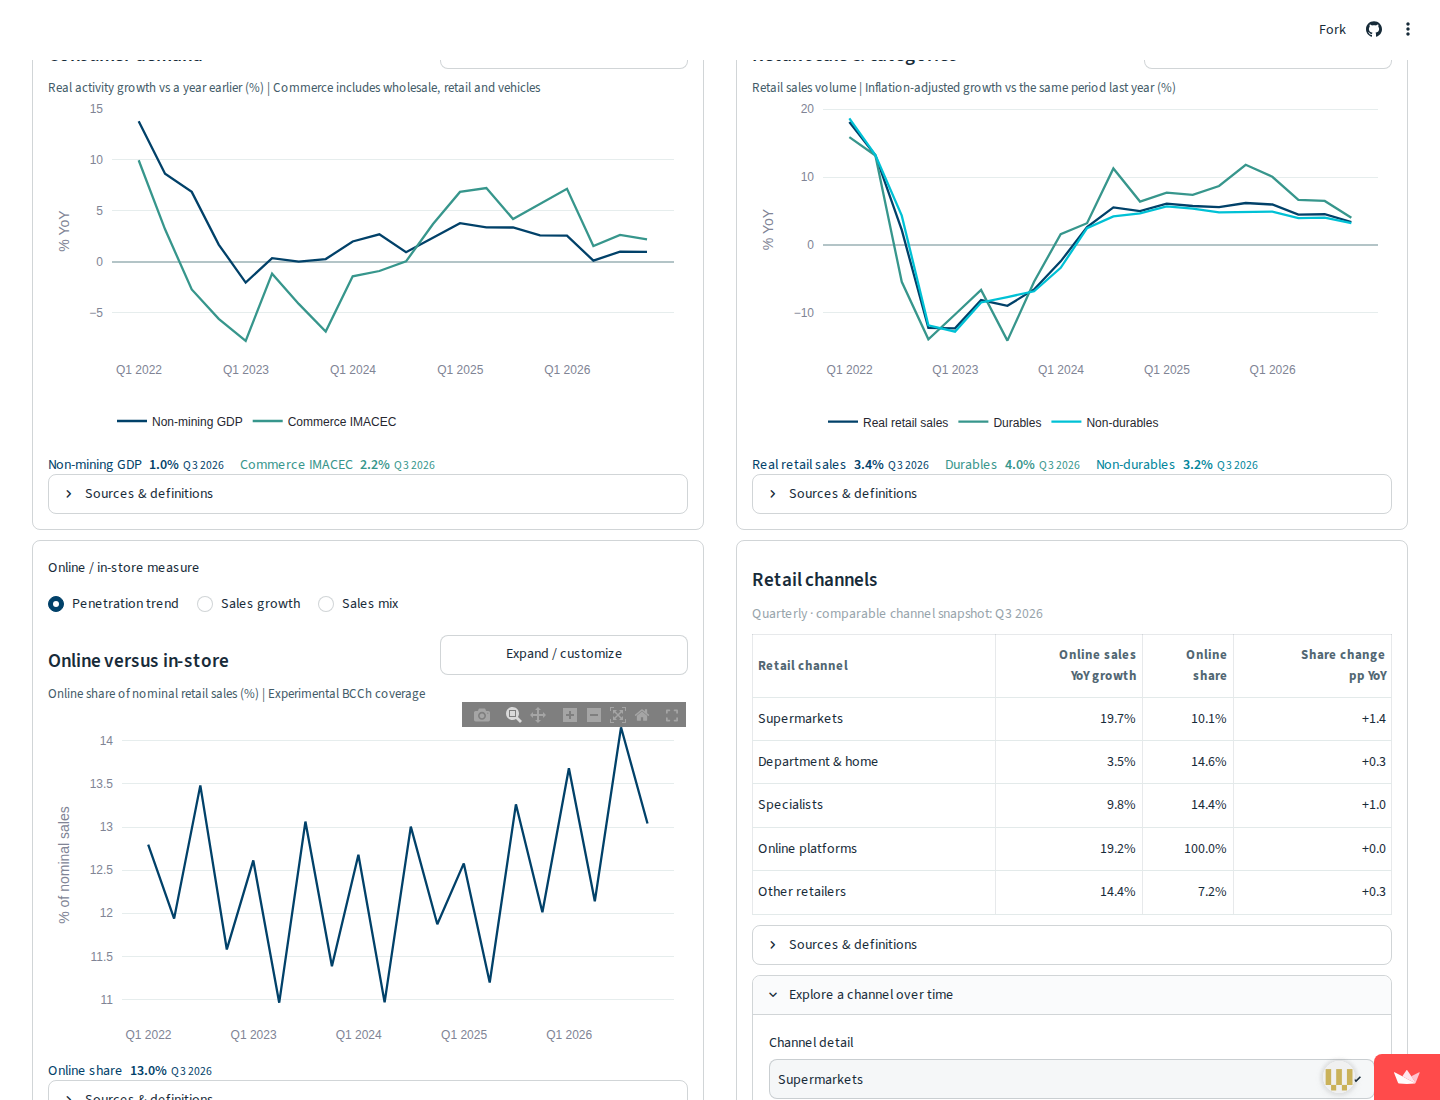 Fork
Real activity growth vs a year earlier (%) | Commerce includes wholesale, retail and vehicles
15
10
5
0
−5
% YoY
Q1 2022
Q1 2023
Q1 2024
Q1 2025
Q1 2026
Non-mining GDP
Commerce IMACEC
Non-mining GDP 1.0% Q3 2026 Commerce IMACEC 2.2% Q3 2026
Sources & definitions
Retail sales volume | Inflation-adjusted growth vs the same period last year (%)
20
10
0
−10
% YoY
Q1 2022
Q1 2023
Q1 2024
Q1 2025
Q1 2026
Real retail sales
Durables
Non-durables
Real retail sales 3.4% Q3 2026 Durables 4.0% Q3 2026 Non-durables 3.2% Q3 2026
Sources & definitions
Online / in-store measure
Penetration trend
Sales growth
Sales mix
Online versus in-store
Expand / customize
Online share of nominal retail sales (%) | Experimental BCCh coverage
14
13.5
13
12.5
12
11.5
11
% of nominal sales
Q1 2022
Q1 2023
Q1 2024
Q1 2025
Q1 2026
Online share 13.0% Q3 2026
Sources & definitions
Retail channels
Quarterly · comparable channel snapshot: Q3 2026
Retail channel
Online sales
YoY growth
Online
share
Share change
pp YoY
Supermarkets 19.7% 10.1% +1.4
Department & home 3.5% 14.6% +0.3
Specialists 9.8% 14.4% +1.0
Online platforms 19.2% 100.0% +0.0
Other retailers 14.4% 7.2% +0.3
Sources & definitions
Explore a channel over time
Channel detail
Supermarkets